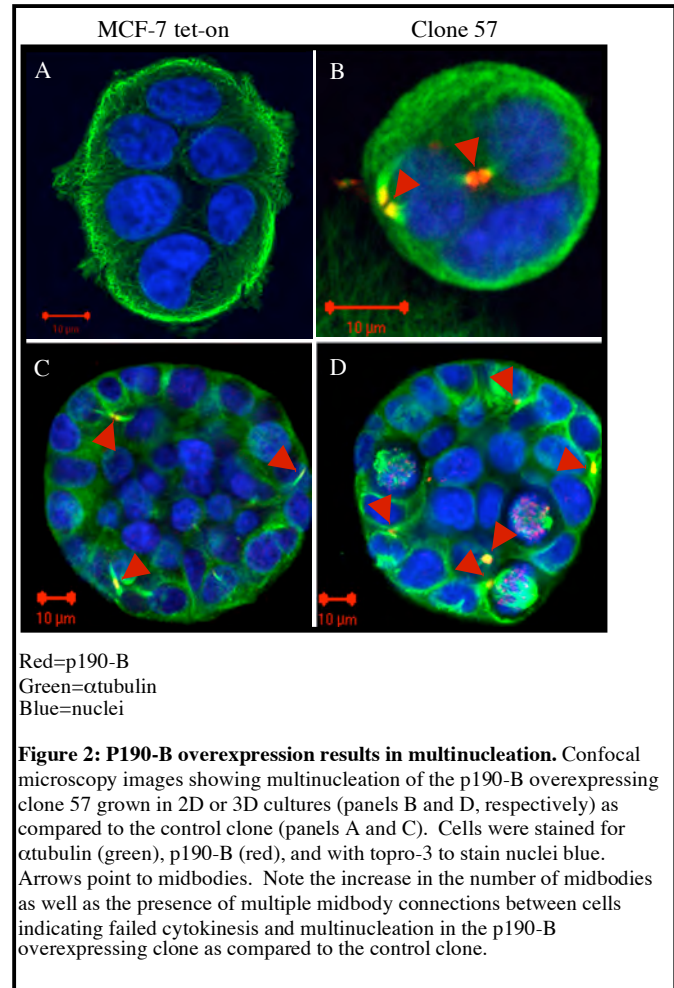 MCF-7 tet-on Clone 57
A B
10 µm 10 µm
C D
10 µm 10 µm
Red=p190-B
Green=αtubulin
Blue=nuclei
Figure 2: P190-B overexpression results in multinucleation. Confocal
microscopy images showing multinucleation of the p190-B overexpressing
clone 57 grown in 2D or 3D cultures (panels B and D, respectively) as
compared to the control clone (panels A and C). Cells were stained for
αtubulin (green), p190-B (red), and with topro-3 to stain nuclei blue.
Arrows point to midbodies. Note the increase in the number of midbodies
as well as the presence of multiple midbody connections between cells
indicating failed cytokinesis and multinucleation in the p190-B
overexpressing clone as compared to the control clone.